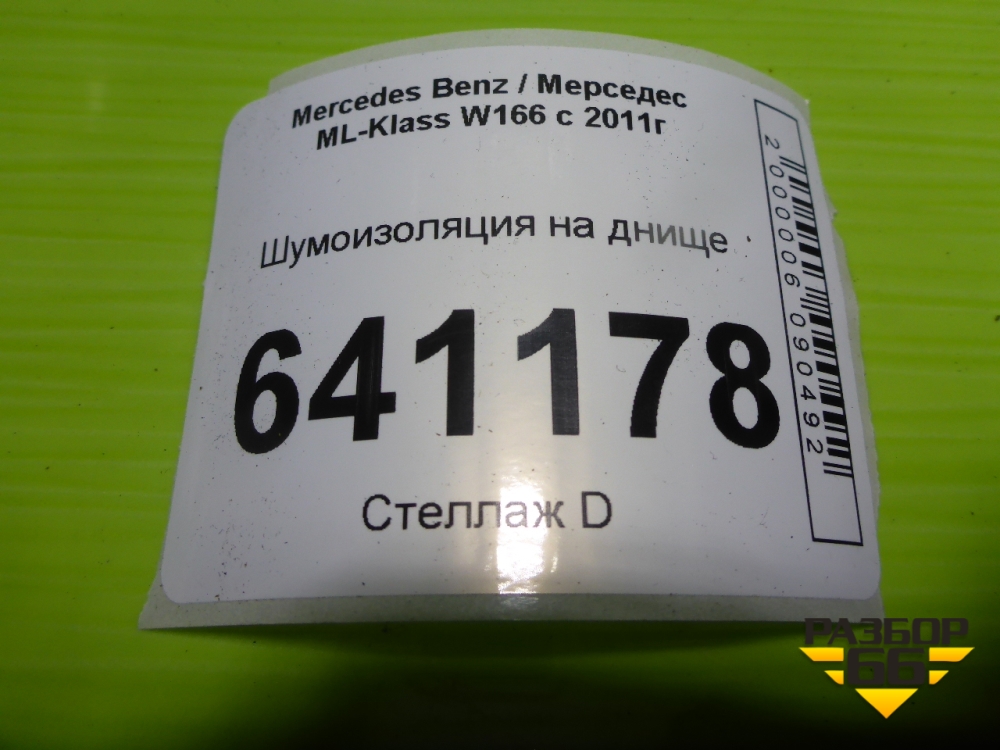 Mercedes Benz / Мерседес
ML-Klass W166 с 2011г
Шумоизоляция на днище
641178
Стеллаж D
2000006090492
РАЗБОР
66